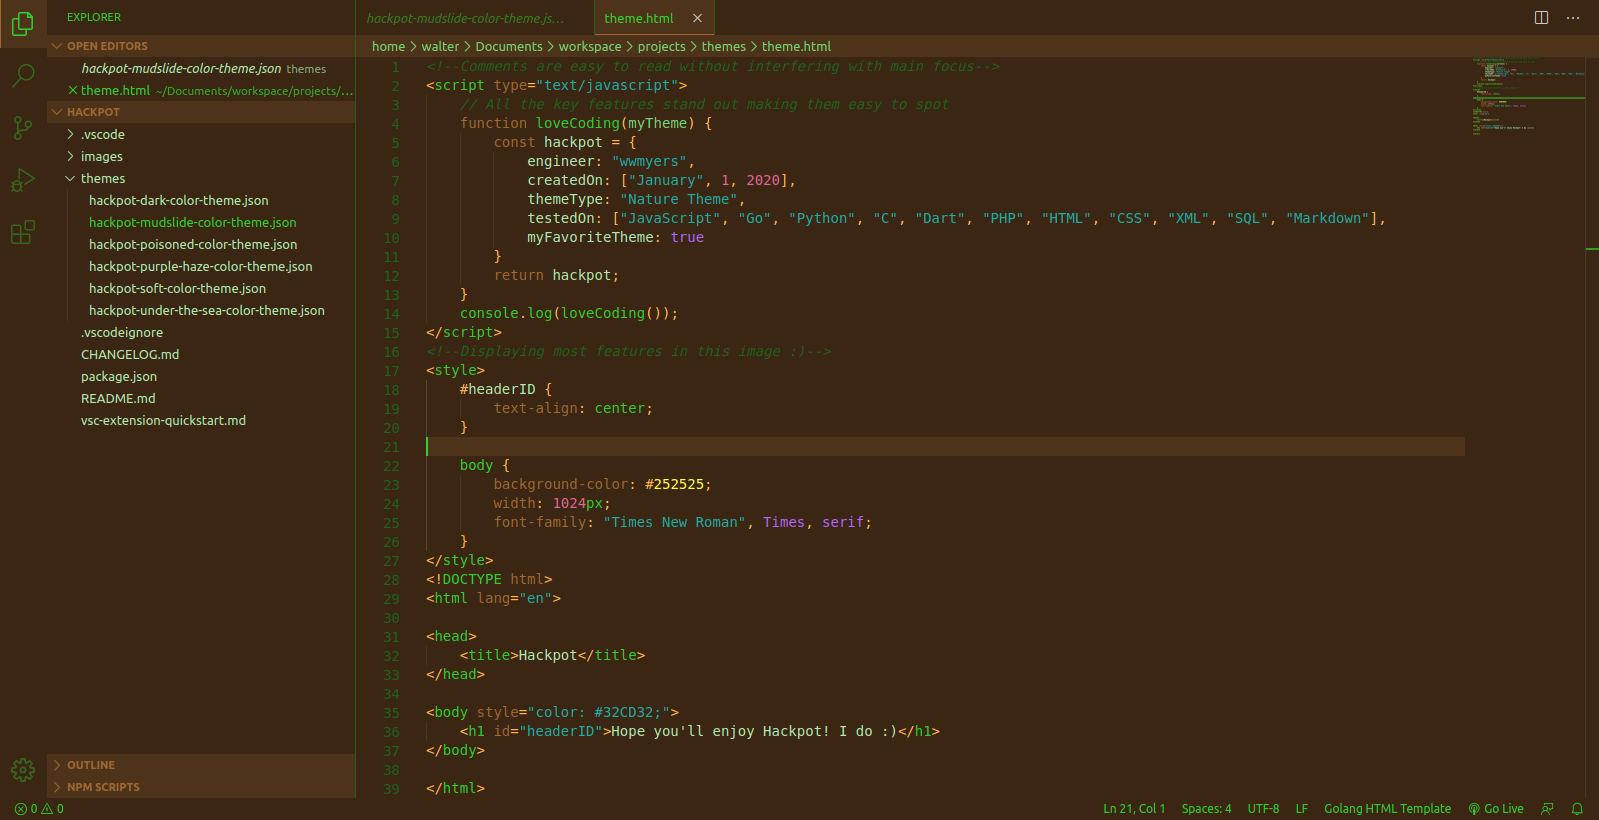 EXPLORER
OPEN EDITORS
hackpot-mudslide-color-theme.json themes
theme.html ~/Documents/workspace/projects/...
HACKPOT
.vscode
images
themes
hackpot-dark-color-theme.json
hackpot-mudslide-color-theme.json
hackpot-poisoned-color-theme.json
hackpot-purple-haze-color-theme.json
hackpot-soft-color-theme.json
hackpot-under-the-sea-color-theme.json
.vscodeignore
CHANGELOG.md
package.json
README.md
vsc-extension-quickstart.md
OUTLINE
NPM SCRIPTS
hackpot-mudslide-color-theme.js... theme.html
home > walter > Documents > workspace > projects > themes > theme.html
1 <!--Comments are easy to read without interfering with main focus-->
2 <script type="text/javascript">
3     // All the key features stand out making them easy to spot
4     function loveCoding(myTheme) {
5         const hackpot = {
6             engineer: "wwmyers",
7             createdOn: ["January", 1, 2020],
8             themeType: "Nature Theme",
9             testedOn: ["JavaScript", "Go", "Python", "C", "Dart", "PHP", "HTML", "CSS", "XML", "SQL", "Markdown"],
10             myFavoriteTheme: true
11         }
12         return hackpot;
13     }
14     console.log(loveCoding());
15 </script>
16 <!--Displaying most features in this image :)-->
17 <style>
18     #headerID {
19         text-align: center;
20     }
21
22     body {
23         background-color: #252525;
24         width: 1024px;
25         font-family: "Times New Roman", Times, serif;
26     }
27 </style>
28 <!DOCTYPE html>
29 <html lang="en">
30
31 <head>
32     <title>Hackpot</title>
33 </head>
34
35 <body style="color: #32CD32;">
36     <h1 id="headerID">Hope you'll enjoy Hackpot! I do :)</h1>
37 </body>
38
39 </html>
0 0 Ln 21, Col 1 Spaces: 4 UTF-8 LF Golang HTML Template Go Live